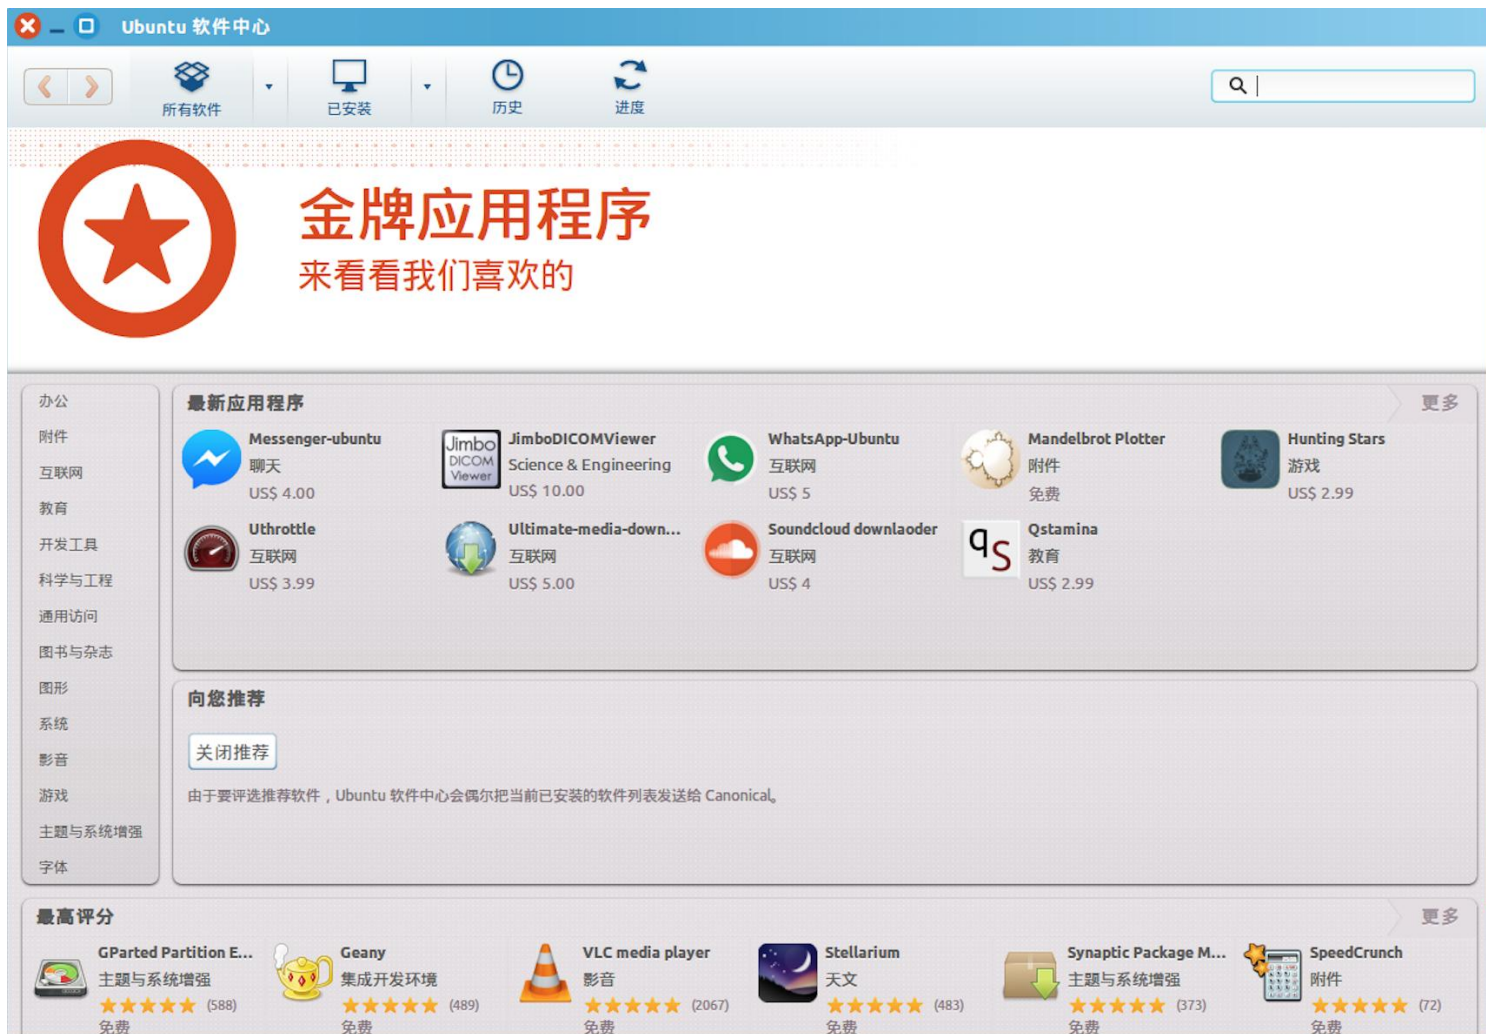 Ubuntu 软件中心
所有软件
已安装
历史
进度
金牌应用程序
来看看我们喜欢的
办公
附件
互联网
教育
开发工具
科学与工程
通用访问
图书与杂志
图形
系统
影音
游戏
主题与系统增强
字体
最新应用程序
更多
Messenger-ubuntu
聊天
US$ 4.00
Jimbo
DICOM
Viewer
JimboDICOMViewer
Science & Engineering
US$ 10.00
WhatsApp-Ubuntu
互联网
US$ 5
Mandelbrot Plotter
附件
免费
Hunting Stars
游戏
US$ 2.99
Uthrottle
互联网
US$ 3.99
Ultimate-media-down...
互联网
US$ 5.00
Soundcloud downlaoder
互联网
US$ 4
qs
Qstamina
教育
US$ 2.99
向您推荐
关闭推荐
由于要评选推荐软件，Ubuntu 软件中心会偶尔把当前已安装的软件列表发送给 Canonical。
最高评分
更多
GParted Partition E...
主题与系统增强
(588)
免费
Geany
集成开发环境
(489)
免费
VLC media player
影音
(2067)
免费
Stellarium
天文
(483)
免费
Synaptic Package M...
主题与系统增强
(373)
免费
SpeedCrunch
附件
(72)
免费